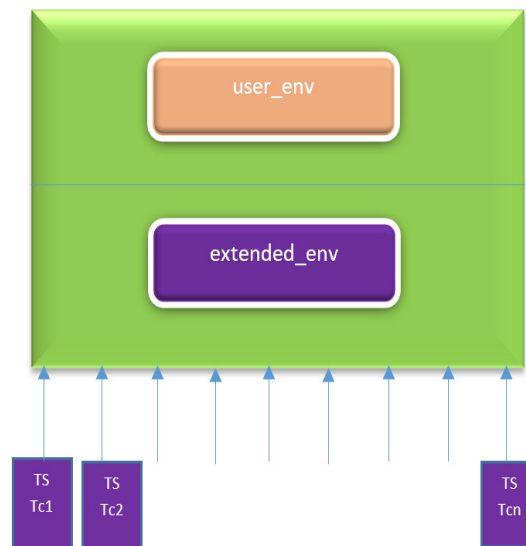 user_env
extended_env
TS
Tc1
TS
Tc2
TS
Tcn